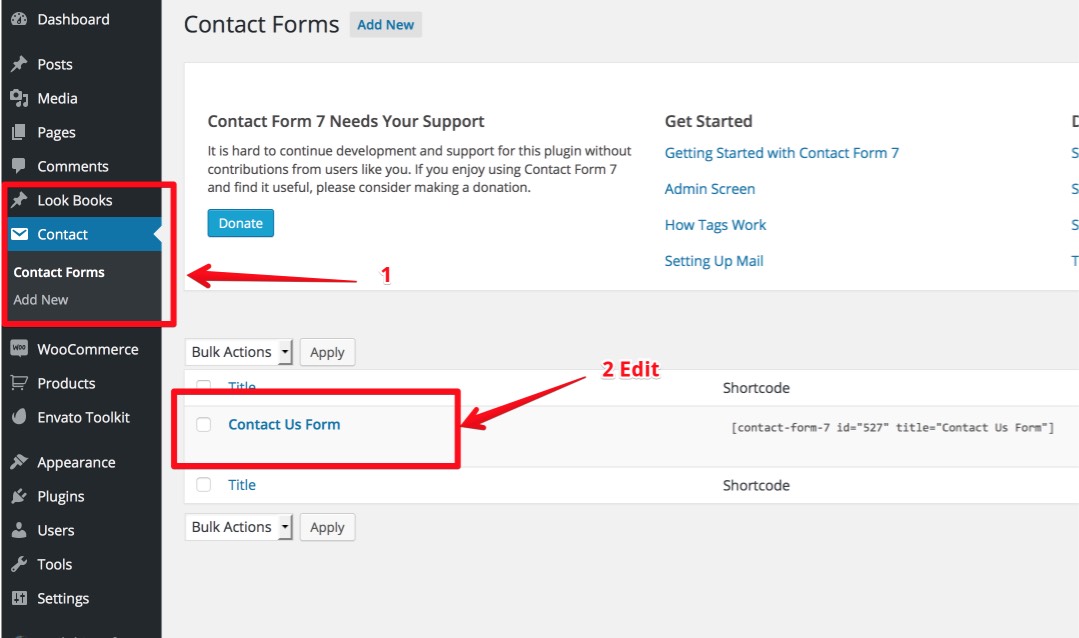 Dashboard
Posts
Media
Pages
Comments
Look Books
Contact
Contact Forms
Add New
WOO WooCommerce
Products
Envato Toolkit
Appearance
Plugins
Users
Tools
Settings
Contact Forms Add New
Contact Form 7 Needs Your Support
It is hard to continue development and support for this plugin without
contributions from users like you. If you enjoy using Contact Form 7
and find it useful, please consider making a donation.
Donate
Get Started
Getting Started with Contact Form 7
Admin Screen
How Tags Work
Setting Up Mail
D
S
S
S
T
1
Bulk Actions Apply
2 Edit
Title Shortcode
Contact Us Form [contact-form-7 id="527" title="Contact Us Form"]
Title Shortcode
Bulk Actions Apply